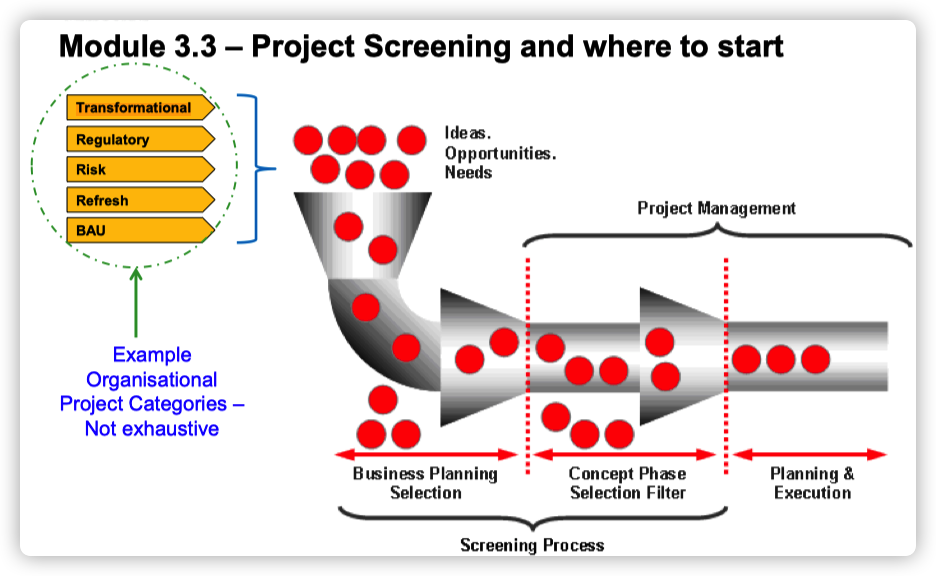 Module 3.3 – Project Screening and where to start
Transformational
Regulatory
Risk
Refresh
BAU
Example
Organisational
Project Categories –
Not exhaustive
Ideas.
Opportunities.
Needs
Project Management
Business Planning
Selection
Concept Phase
Selection Filter
Planning &
Execution
Screening Process